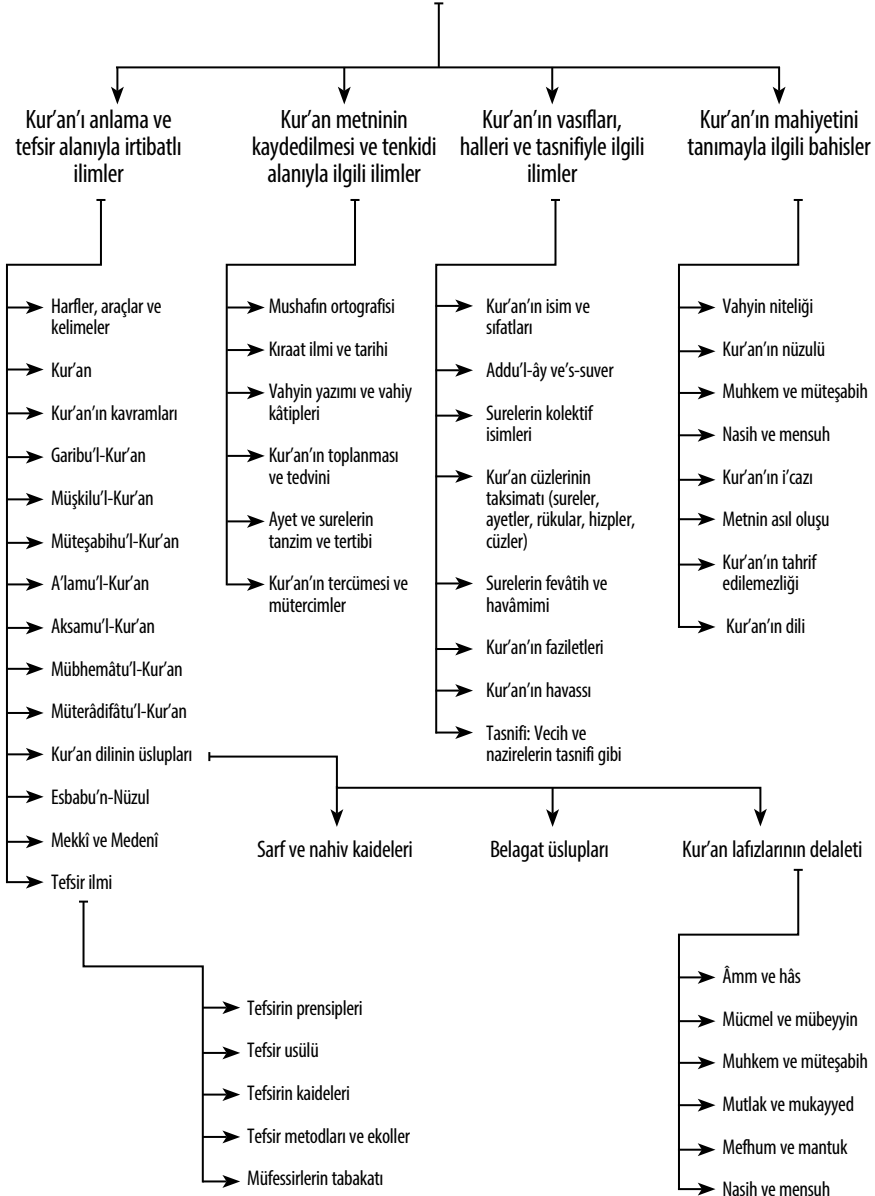 Kur'an'ı anlama ve
tefsir alanıyla irtibatlı
ilimler
Kur'an metninin
kaydedilmesi ve tenkidi
alanıyla ilgili ilimler
Kur'an'ın vasıfları,
halleri ve tasnifiyle ilgili
ilimler
Kur'an'ın mahiyetini
tanımayla ilgili bahisler
Harfler, araçlar ve
kelimeler
Kur'an
Kur'an'ın kavramları
Garibu'l-Kur'an
Müşkilu'l-Kur'an
Müteşabihu'l-Kur'an
A'lamu'l-Kur'an
Aksamu'l-Kur'an
Mübhemâtu'l-Kur'an
Müterâdifâtu'l-Kur'an
Kur'an dilinin üslupları
Esbabu'n-Nüzul
Mekkî ve Medenî
Tefsir ilmi
Mushafın ortografisi
Kıraat ilmi ve tarihi
Vahyin yazımı ve vahiy
kâtipleri
Kur'an'ın toplanması
ve tedvini
Ayet ve surelerin
tanzim ve tertibi
Kur'an'ın tercümesi ve
mütercimler
Kur'an'ın isim ve
sıfatları
Addu'l-ây ve's-suver
Surelerin kolektif
isimleri
Kur'an cüzlerinin
taksimatı (sureler,
ayetler, rükular, hizpler,
cüzler)
Surelerin fevâtih ve
havâmimi
Kur'an'ın faziletleri
Kur'an'ın havassı
Tasnifi: Vecih ve
nazirelerin tasnifi gibi
Vahyin niteliği
Kur'an'ın nüzulü
Muhkem ve müteşabih
Nasih ve mensuh
Kur'an'ın i'cazı
Metnin asıl oluşu
Kur'an'ın tahrif
edilemezliği
Kur'an'ın dili
Sarf ve nahiv kaideleri
Belagat üslupları
Kur'an lafızlarının delaleti
Tefsirin prensipleri
Tefsir usülü
Tefsirin kaideleri
Tefsir metodları ve ekoller
Müfessirlerin tabakatı
Âmm ve hâs
Mücmel ve mübeyyin
Muhkem ve müteşabih
Mutlak ve mukayyed
Mefhum ve mantuk
Nasih ve mensuh